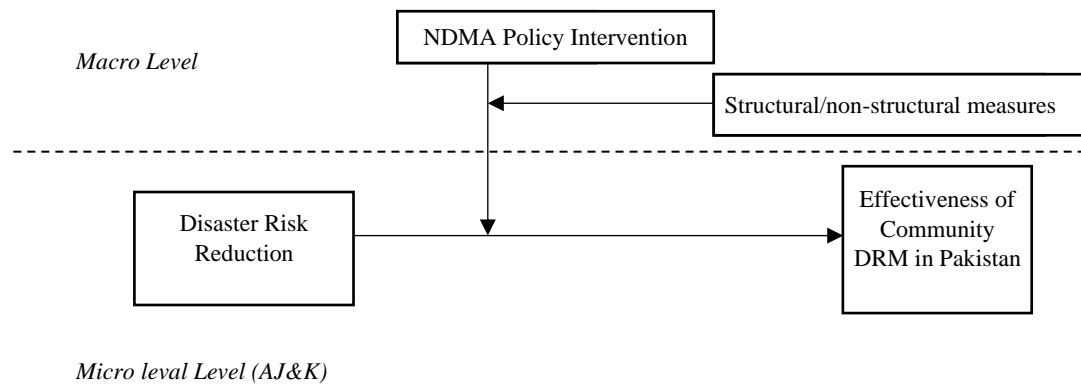 NDMA Policy Intervention
Macro Level
Structural/non-structural measures
Disaster Risk
Reduction
Effectiveness of
Community
DRM in Pakistan
Micro leval Level (AJ&K)